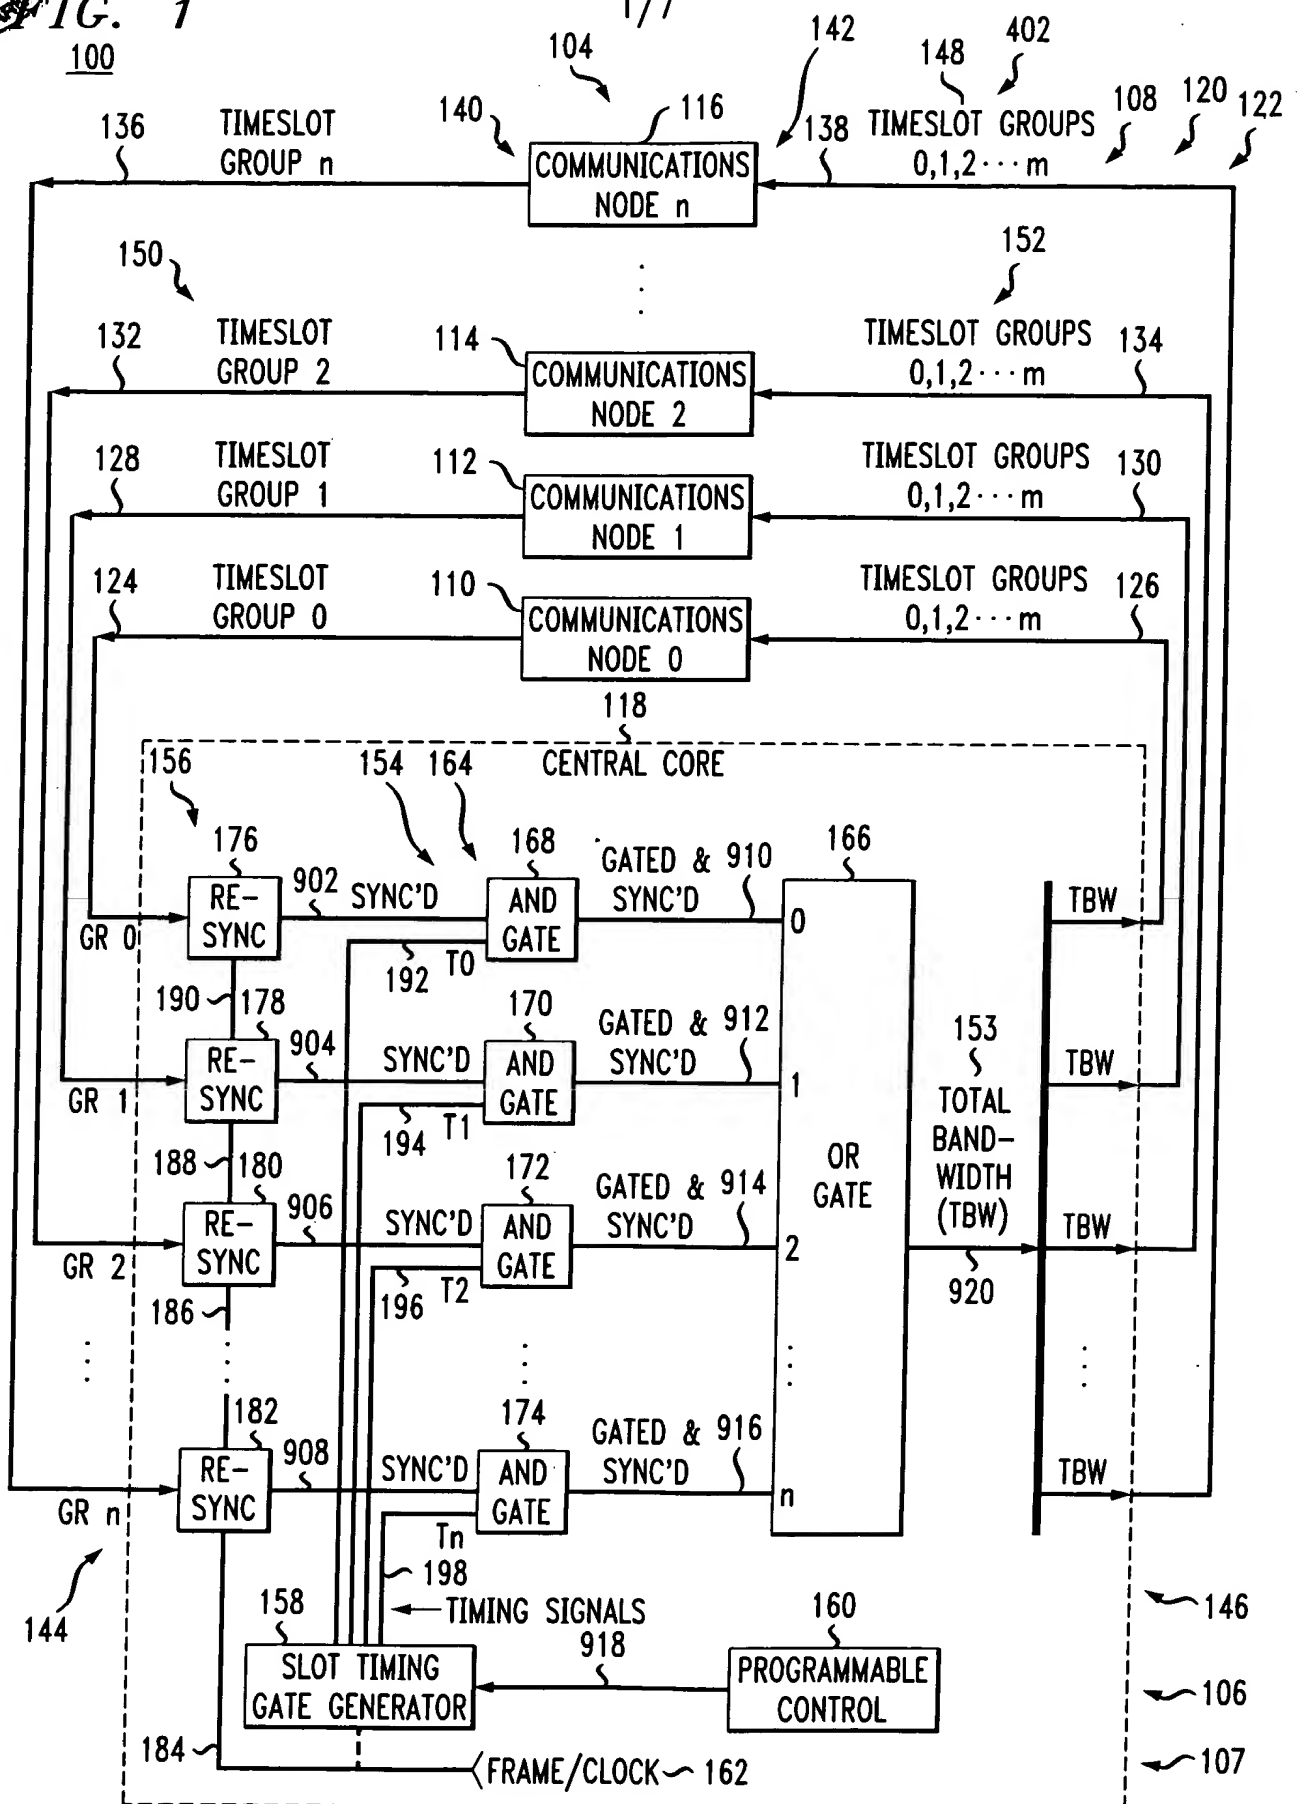 FIG. 1
1/7
100
104
142
148
402
108
120
122
136
TIMESLOT
GROUP n
140
116
COMMUNICATIONS
NODE n
138
TIMESLOT GROUPS
0,1,2···m
150
152
132
TIMESLOT
GROUP 2
114
COMMUNICATIONS
NODE 2
TIMESLOT GROUPS
0,1,2···m
134
128
TIMESLOT
GROUP 1
112
COMMUNICATIONS
NODE 1
TIMESLOT GROUPS
0,1,2···m
130
124
TIMESLOT
GROUP 0
110
COMMUNICATIONS
NODE 0
TIMESLOT GROUPS
0,1,2···m
126
118
CENTRAL CORE
156
154
164
176
RE-
SYNC
GR 0
902
SYNC'D
168
AND
GATE
GATED & 910
SYNC'D
166
0
TBW
192
T0
190
178
RE-
SYNC
GR 1
904
SYNC'D
170
AND
GATE
GATED & 912
SYNC'D
1
153
TOTAL
BAND-
WIDTH
(TBW)
TBW
194
T1
OR
GATE
188
180
RE-
SYNC
GR 2
906
SYNC'D
172
AND
GATE
GATED & 914
SYNC'D
2
920
TBW
196
T2
186
182
RE-
SYNC
GR n
908
SYNC'D
174
AND
GATE
GATED & 916
SYNC'D
n
TBW
Tn
198
144
158
TIMING SIGNALS
SLOT TIMING
GATE GENERATOR
918
160
PROGRAMMABLE
CONTROL
146
106
107
184
FRAME/CLOCK
162